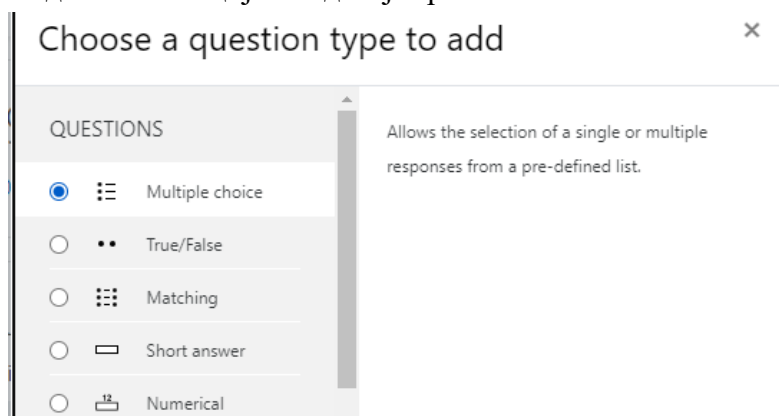 Choose a question type to add
QUESTIONS
Multiple choice
True/False
Matching
Short answer
12
Numerical
Allows the selection of a single or multiple
responses from a pre-defined list.